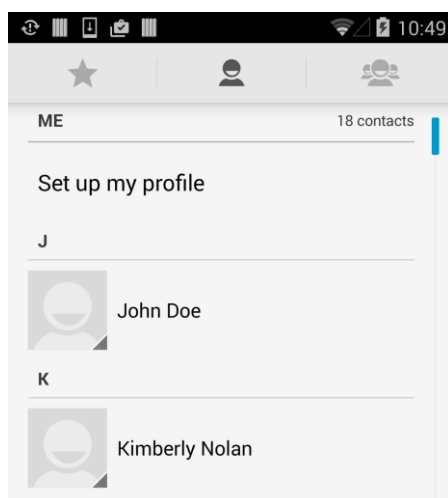 10:49
ME 18 contacts
Set up my profile
J
John Doe
K
Kimberly Nolan